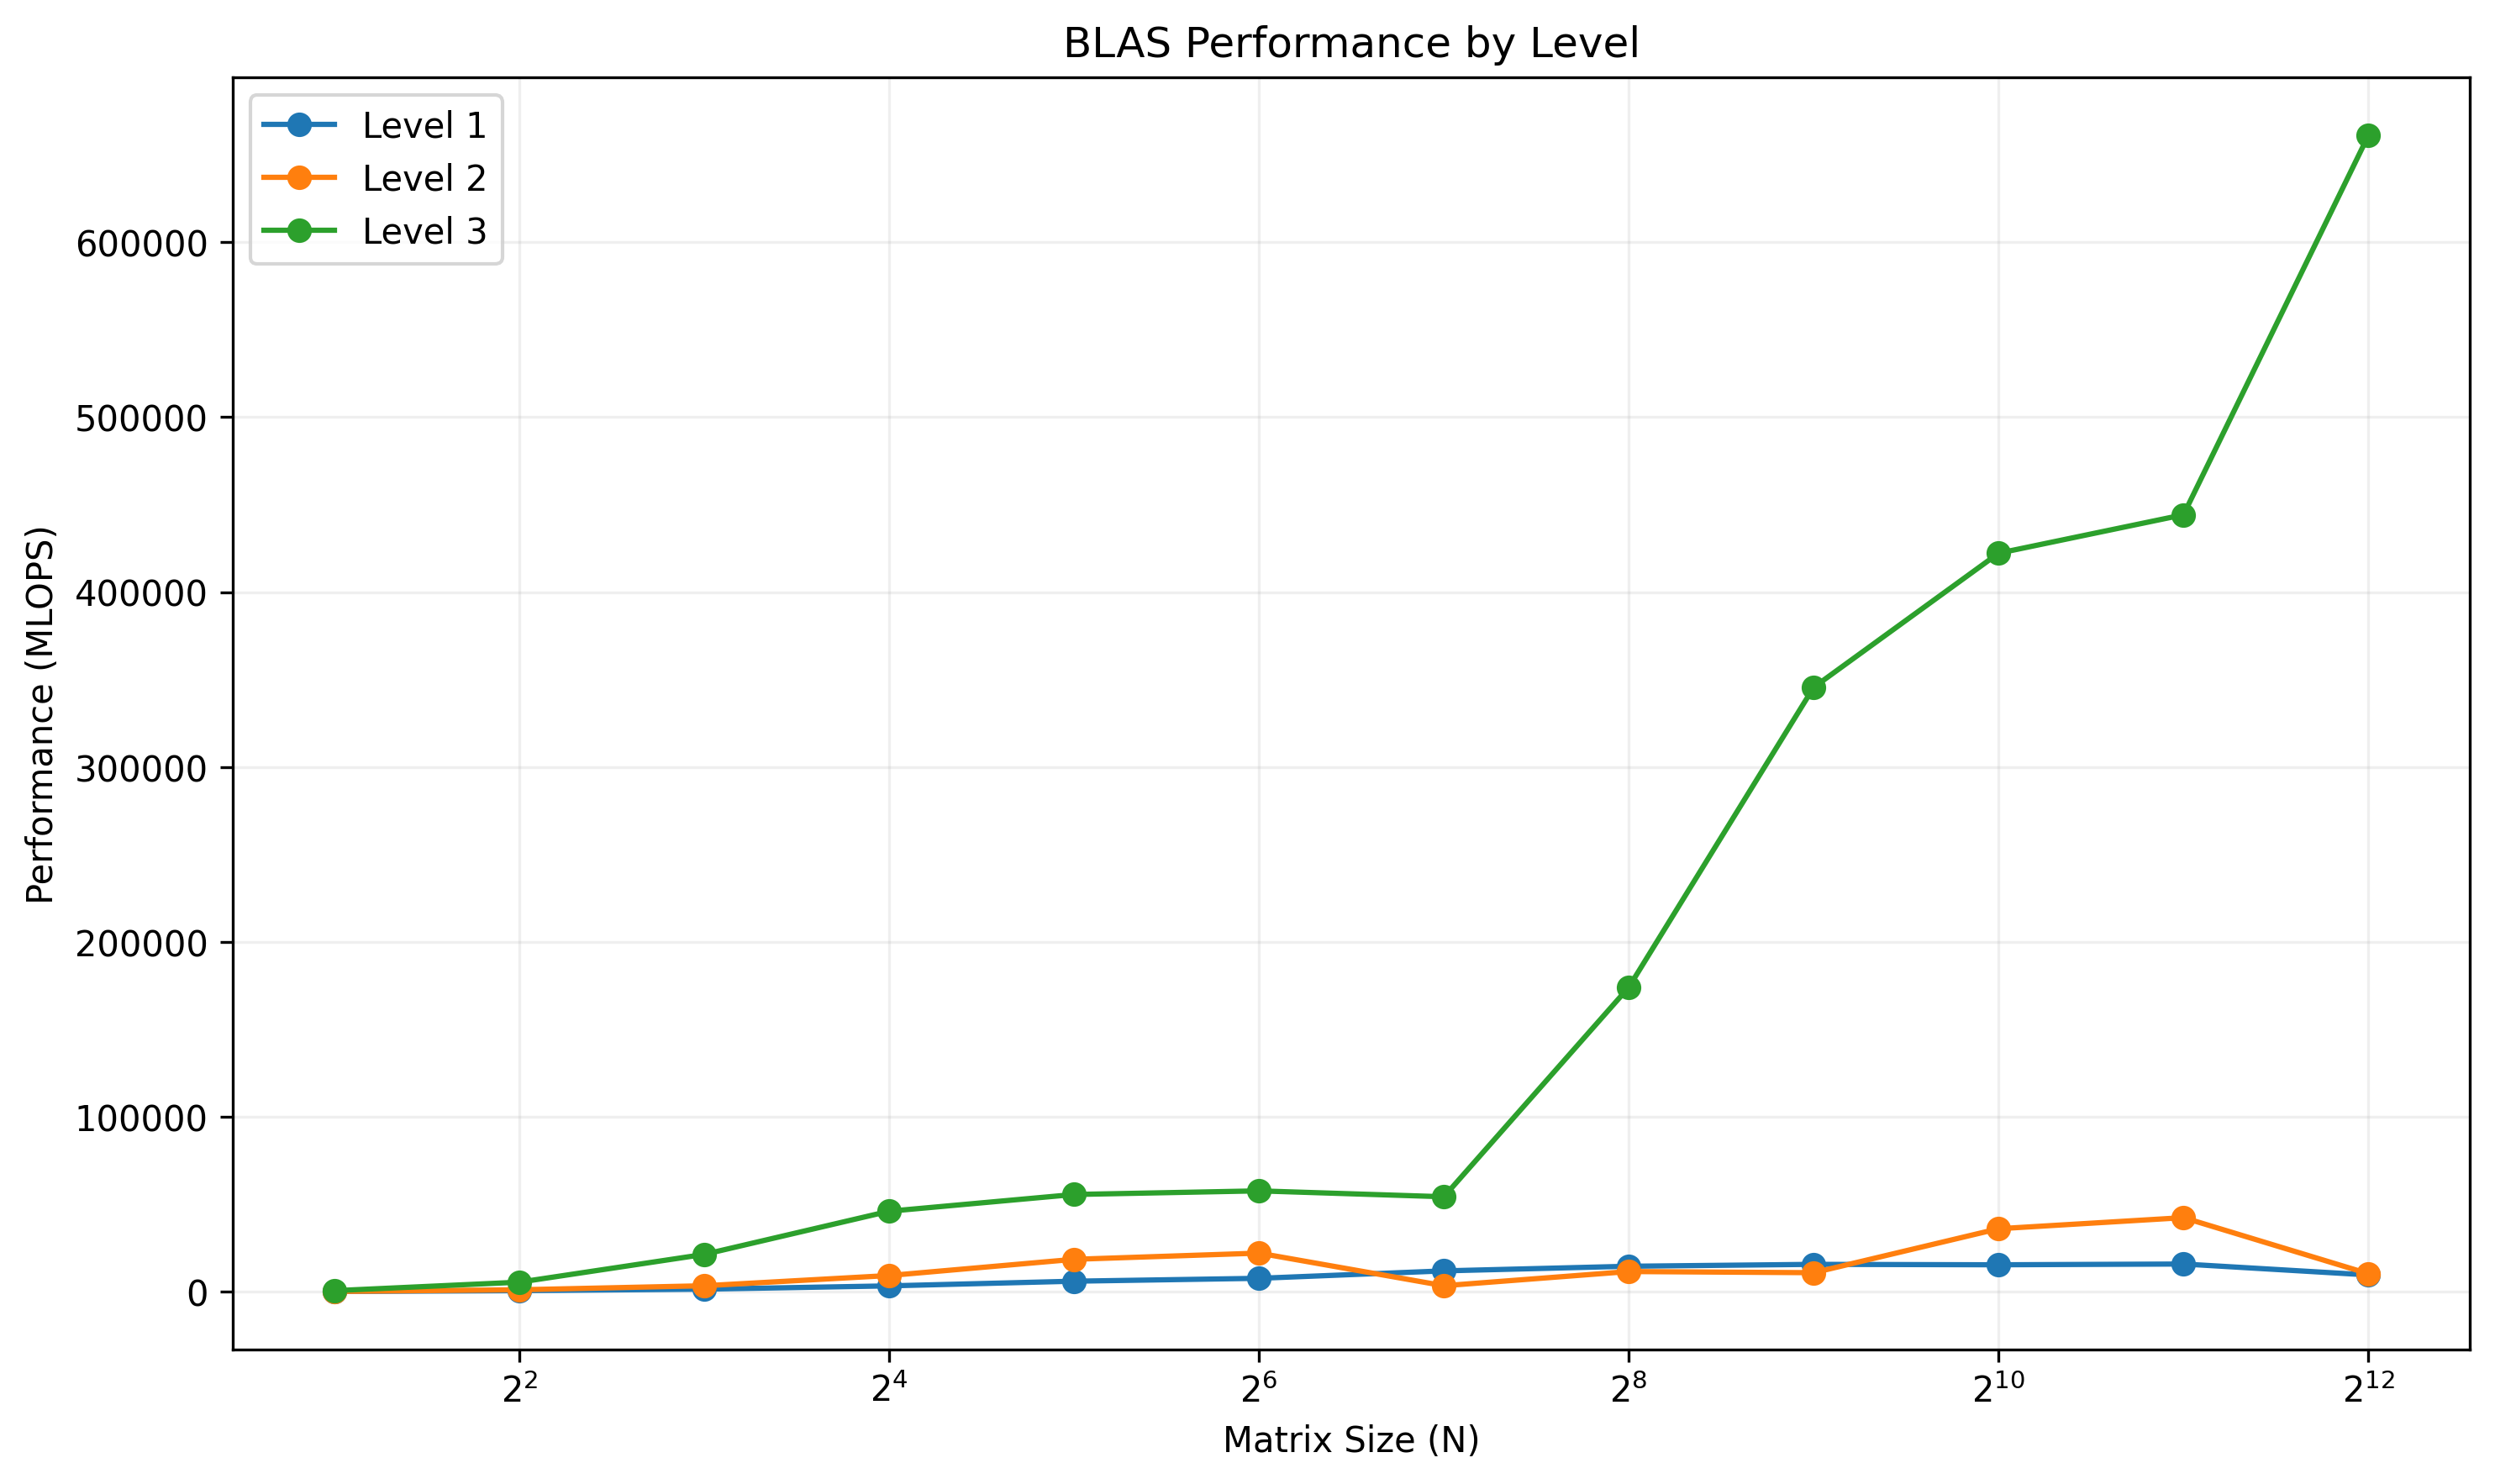 BLAS Performance by Level
Level 1
Level 2
Level 3
600000
500000
400000
300000
200000
100000
0
Performance (MLOPS)
2² 2⁴ 2⁶ 2⁸ 2¹⁰ 2¹²
Matrix Size (N)